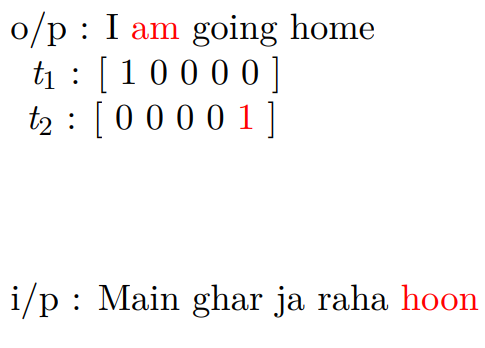 o/p : I am going home
t₁ : [ 1 0 0 0 0 ]
t₂ : [ 0 0 0 0 1 ]
i/p : Main ghar ja raha hoon